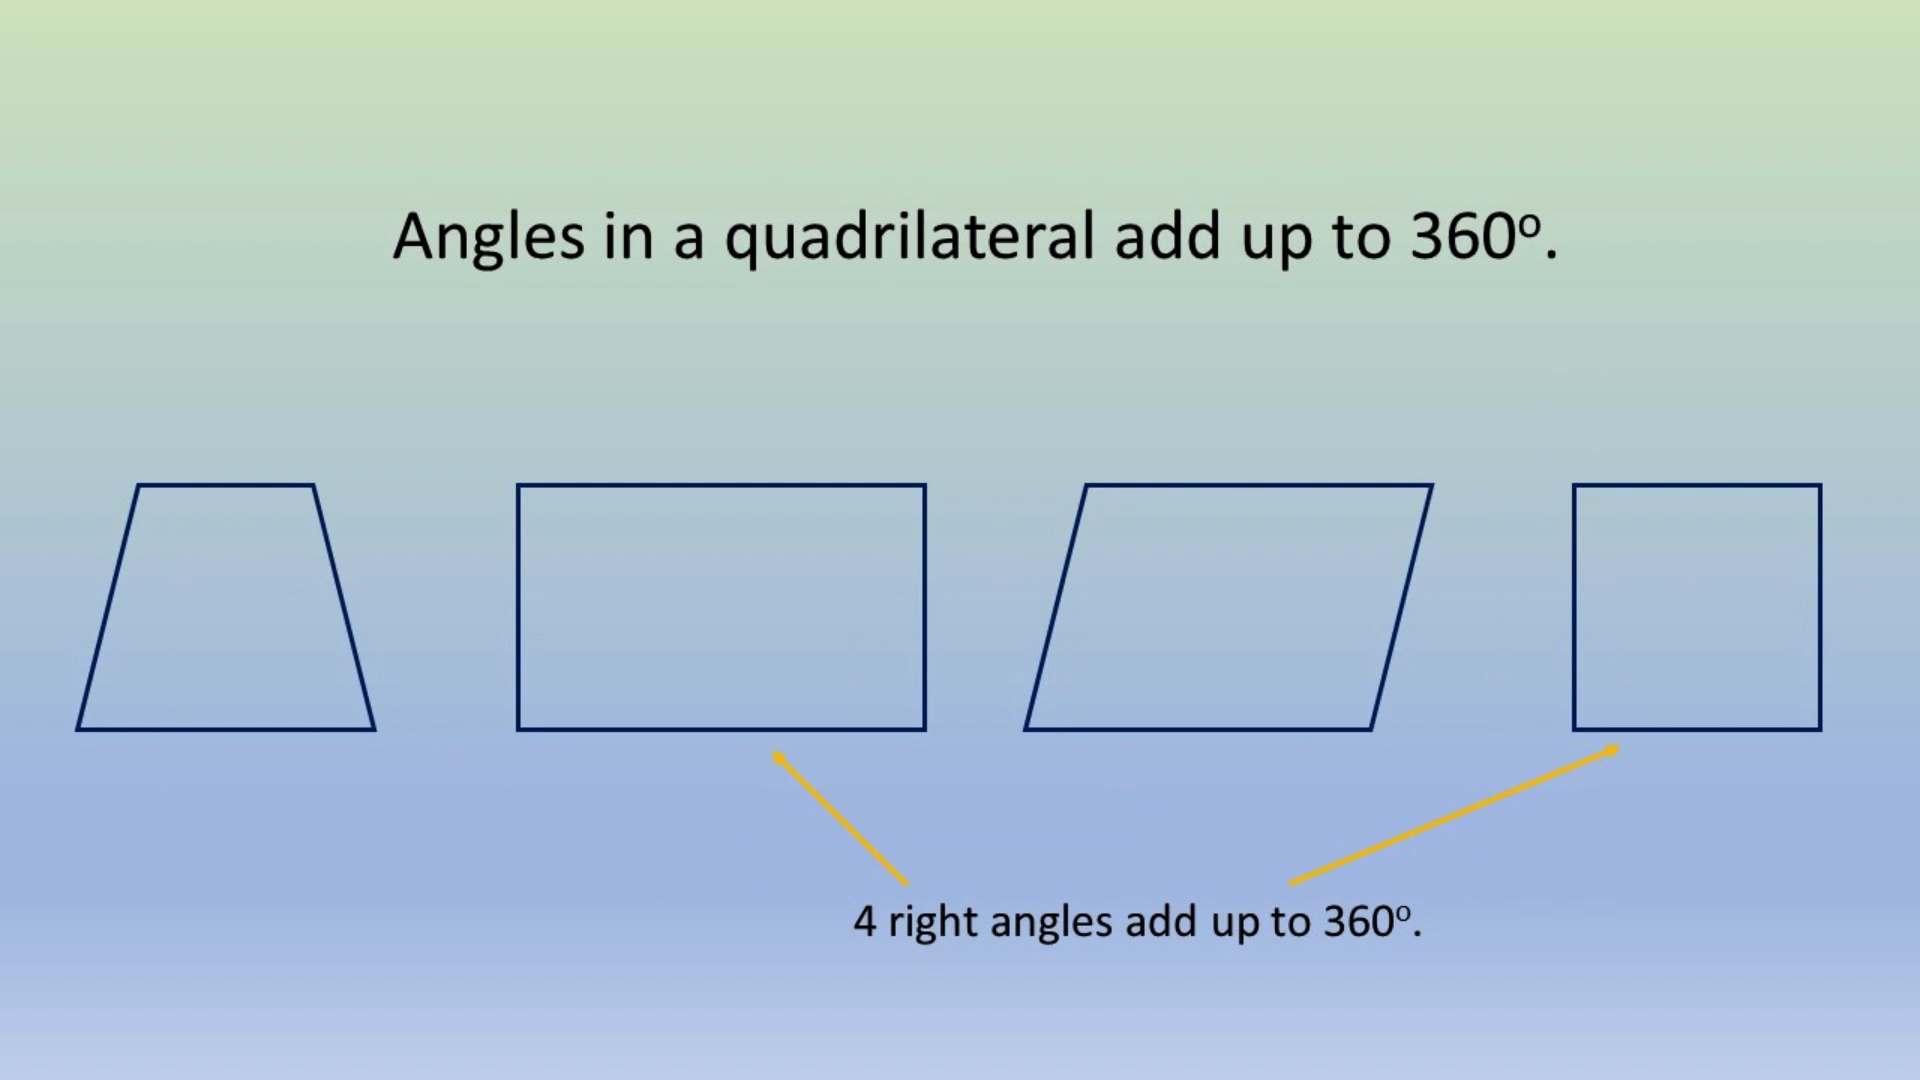 Angles in a quadrilateral add up to 360º.
4 right angles add up to 360º.